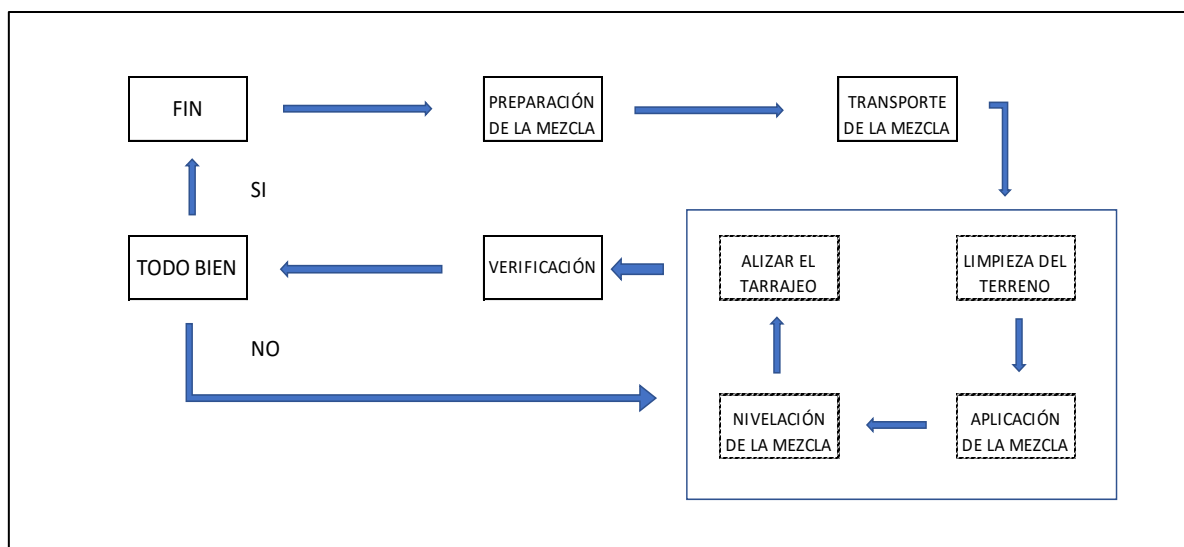 FIN
PREPARACIÓN
DE LA MEZCLA
TRANSPORTE
DE LA MEZCLA
SI
TODO BIEN
VERIFICACIÓN
ALIZAR EL
TARRAJEO
LIMPIEZA DEL
TERRENO
NO
NIVELACIÓN
DE LA MEZCLA
APLICACIÓN
DE LA MEZCLA